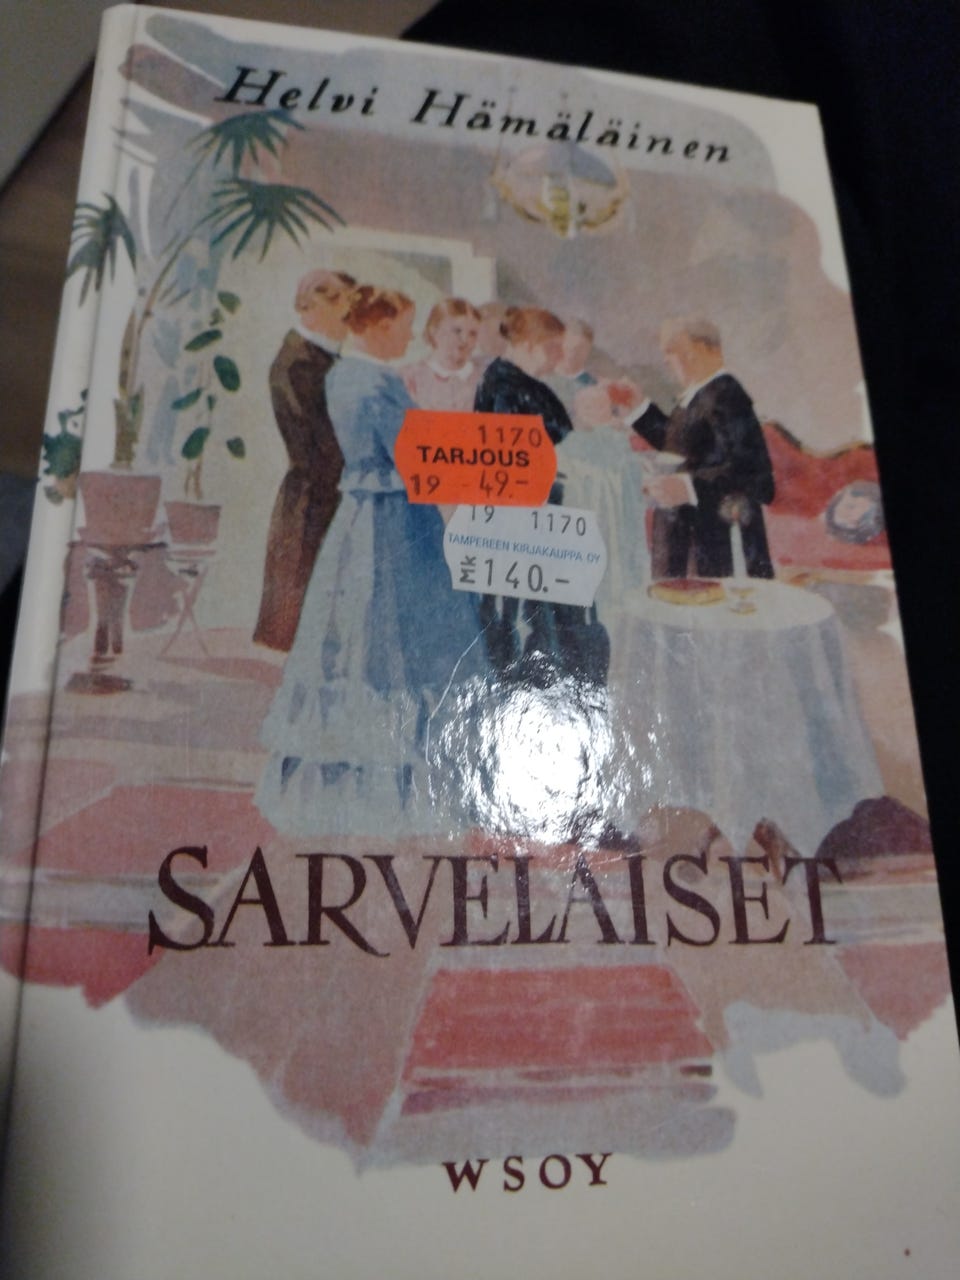 Helvi Hämäläinen
1170
TARJOUS
19 49.-
19 1170
TAMPEREEN KIRJAKAUPPA OY
Mk 140.-
SARVELAISET
WSOY